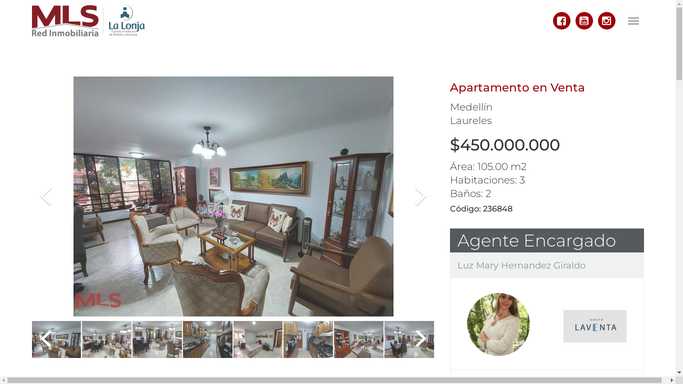 MLS
Red Inmobiliaria
La Lonja
Apartamento en Venta
Medellín
Laureles
$450.000.000
Área: 105.00 m2
Habitaciones: 3
Baños: 2
Código: 236848
MLS
Agente Encargado
Luz Mary Hernandez Giraldo
LAVENTA